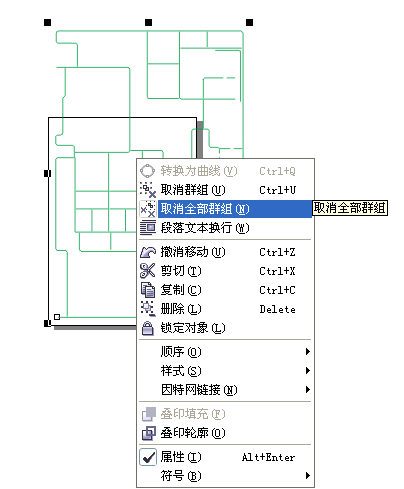 转换为曲线(V) Ctrl+Q
取消群组(U) Ctrl+U
取消全部群组(N)
取消全部群组
段落文本换行(W)
撤消移动(U) Ctrl+Z
剪切(T) Ctrl+X
复制(C) Ctrl+C
删除(L) Delete
锁定对象(L)
顺序(O)
样式(S)
因特网链接(N)
叠印填充(F)
叠印轮廓(O)
属性(I) Alt+Enter
符号(B)